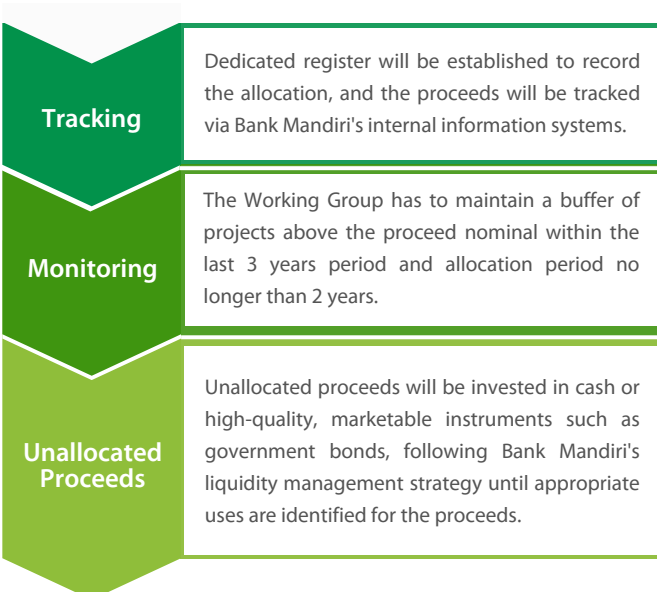 Tracking
Dedicated register will be established to record
the allocation, and the proceeds will be tracked
via Bank Mandiri's internal information systems.
Monitoring
The Working Group has to maintain a buffer of
projects above the proceed nominal within the
last 3 years period and allocation period no
longer than 2 years.
Unallocated
Proceeds
Unallocated proceeds will be invested in cash or
high-quality, marketable instruments such as
government bonds, following Bank Mandiri's
liquidity management strategy until appropriate
uses are identified for the proceeds.